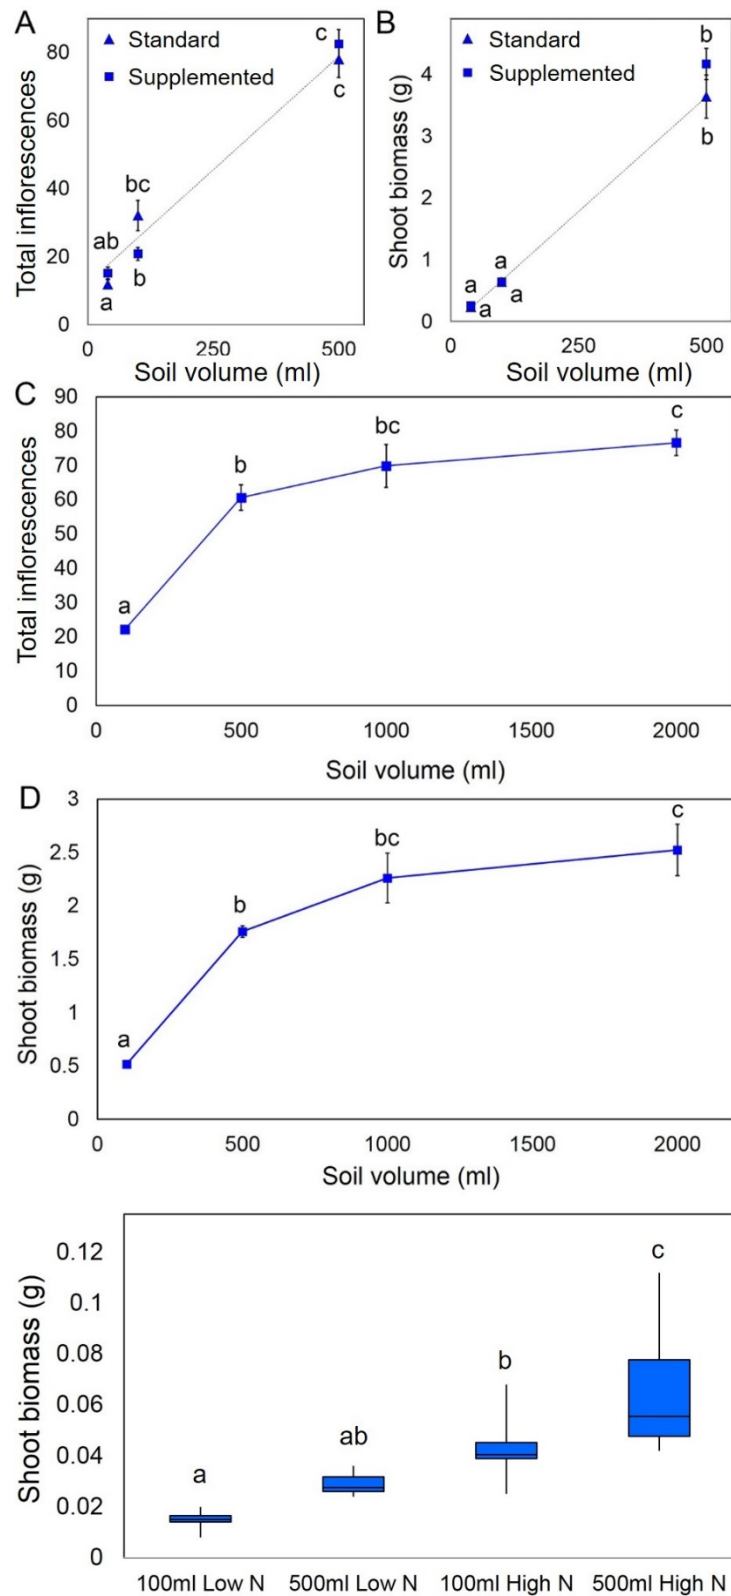 A
Total inflorescences
80
60
40
20
0
Standard
Supplemented
c
c
bc
ab
b
a
0 250 500
Soil volume (ml)
B
Shoot biomass (g)
4
3
2
1
0
Standard
Supplemented
b
b
a
a
a
a
0 250 500
Soil volume (ml)
C
Total inflorescences
90
80
70
60
50
40
30
20
10
0
a
b
bc
c
0 500 1000 1500 2000
Soil volume (ml)
D
Shoot biomass (g)
3
2.5
2
1.5
1
0.5
0
a
b
bc
c
0 500 1000 1500 2000
Soil volume (ml)
Shoot biomass (g)
0.12
0.1
0.08
0.06
0.04
0.02
0
a
ab
b
c
100ml Low N 500ml Low N 100ml High N 500ml High N